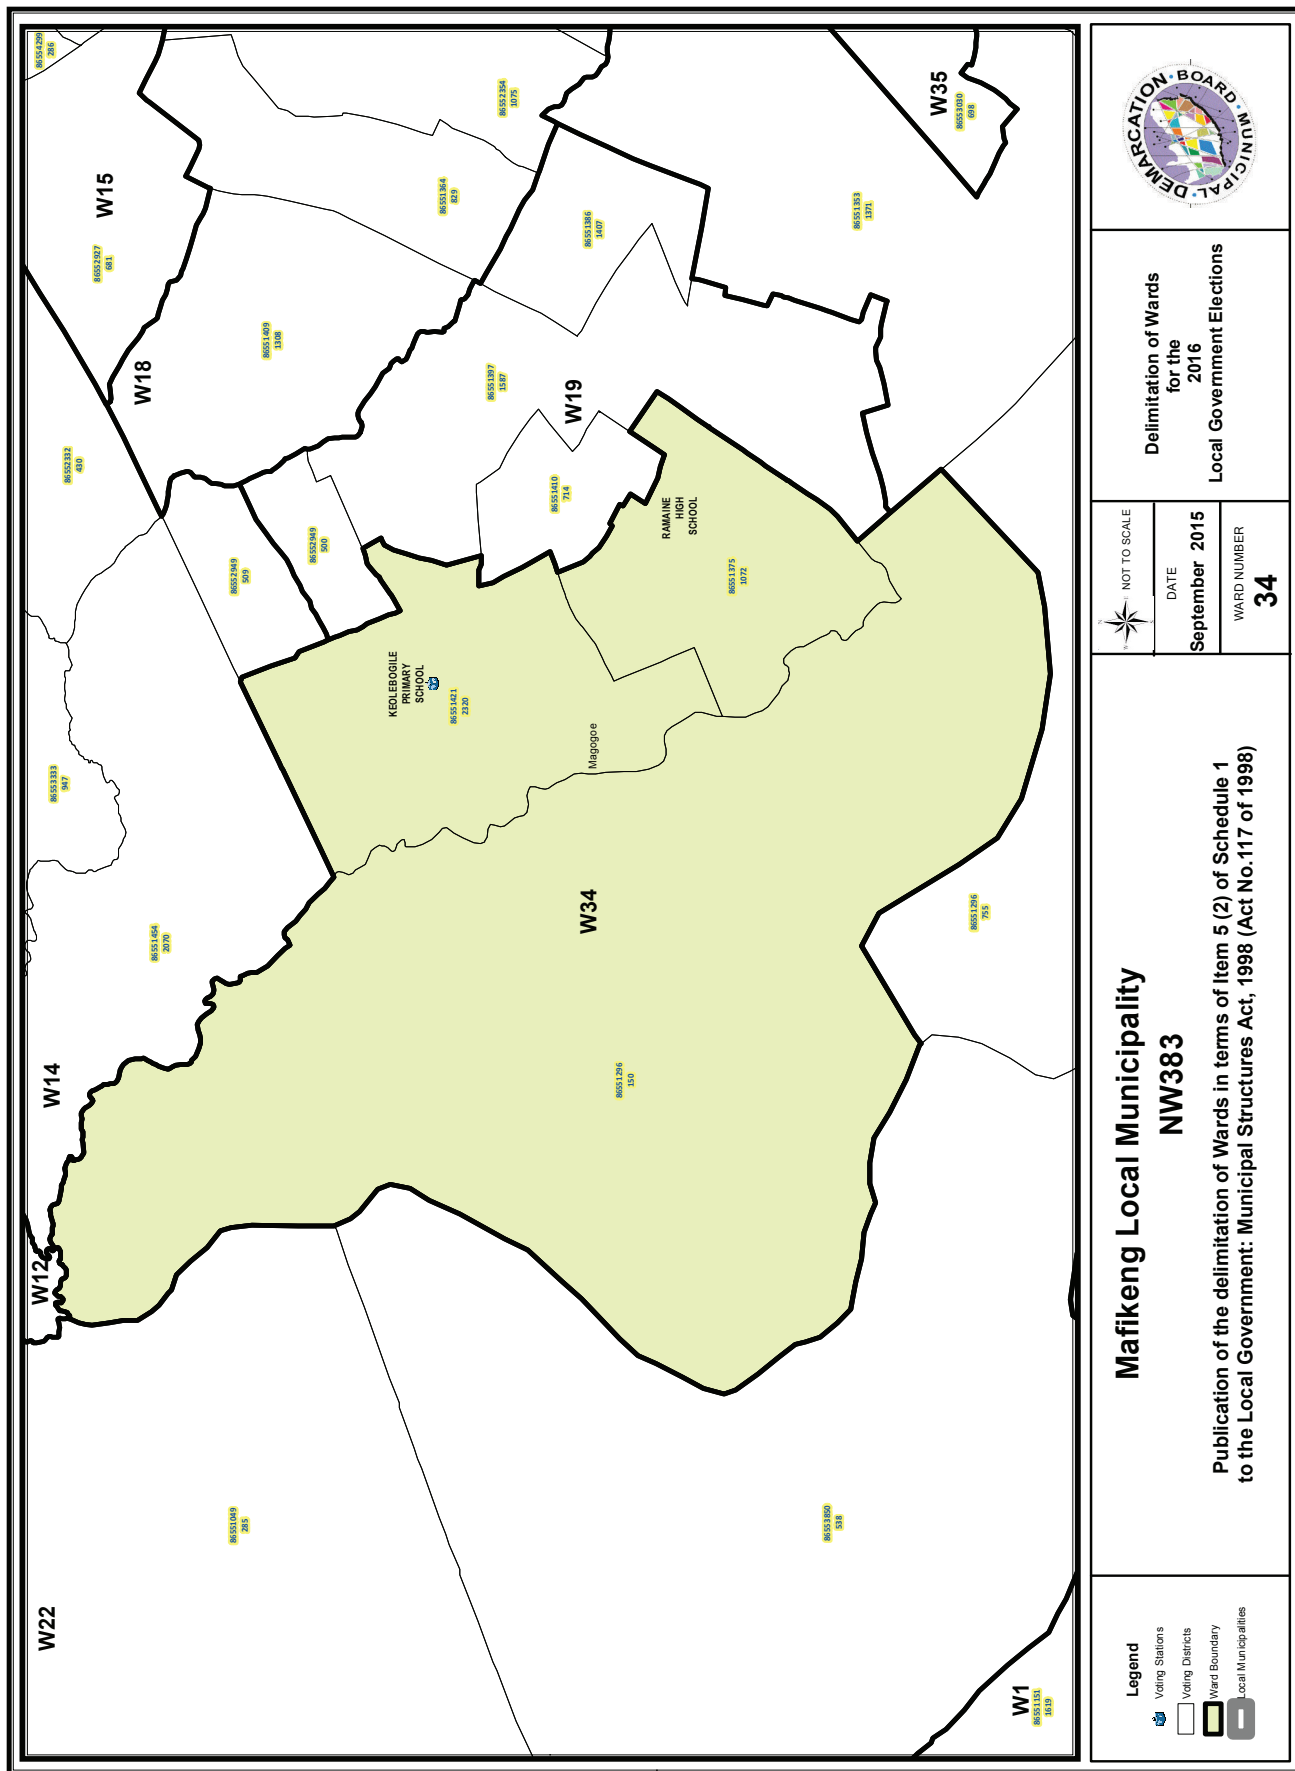 W22
W12
W14
W18
W15
W19
W35
W34
W1
86554299
286
86552927
681
86552332
430
86553333
947
86551454
2070
86551409
1308
86552354
1075
86551364
829
86551386
1407
86551353
1371
86553030
698
86551397
1587
86551410
714
86552949
509
86552949
500
KEOLEBOGILE
PRIMARY
SCHOOL
86551421
2320
Magogoe
RAMAINE
HIGH
SCHOOL
86551375
1072
86551296
150
86551296
755
86551049
285
86553850
538
86551151
1619
Legend
Voting Stations
Voting Districts
Ward Boundary
Local Municipalities
Mafikeng Local Municipality
NW383
Publication of the delimitation of Wards in terms of Item 5 (2) of Schedule 1
to the Local Government: Municipal Structures Act, 1998 (Act No.117 of 1998)
NOT TO SCALE
DATE
September 2015
WARD NUMBER
34
Delimitation of Wards
for the
2016
Local Government Elections
MUNICIPAL DEMARCATION BOARD